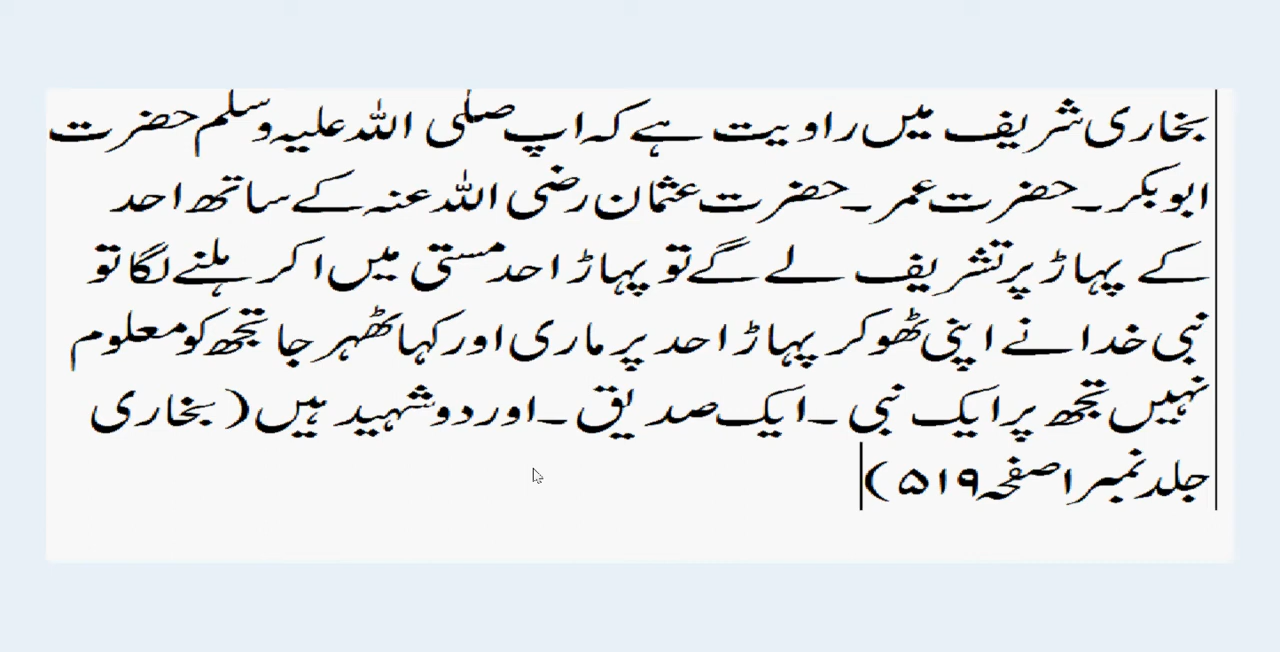 بخاری شریف میں راویت ہے کہ اپ صلی اللہ علیہ وسلم حضرت
ابو بکر ۔ حضرت عمر ۔ حضرت عثمان رضی اللہ عنہ کے ساتھ احد
کے پہاڑ پر تشریف لے گے تو پہاڑ احد مستی میں اکر ہلنے لگا تو
نبی خدا نے اپنی ٹھوکر پہاڑ احد پر ماری اور کہا ٹھہر جا تجھ کو معلوم
نہیں تجھ پر ایک نبی ۔ ایک صدیق ۔ اور دو شہید ہیں ( بخاری
جلد نمبر ا صفحہ ۵۱۹ )